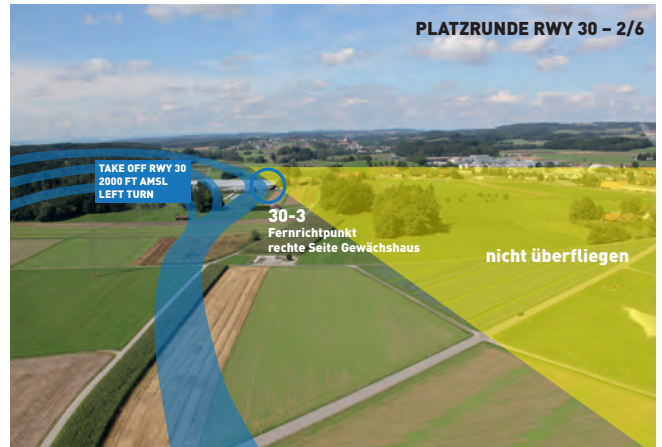 PLATZRUNDE RWY 30 – 2/6
TAKE OFF RWY 30
2000 FT AMSL
LEFT TURN
30-3
Fernrichtpunkt
rechte Seite Gewächshaus
nicht überfliegen